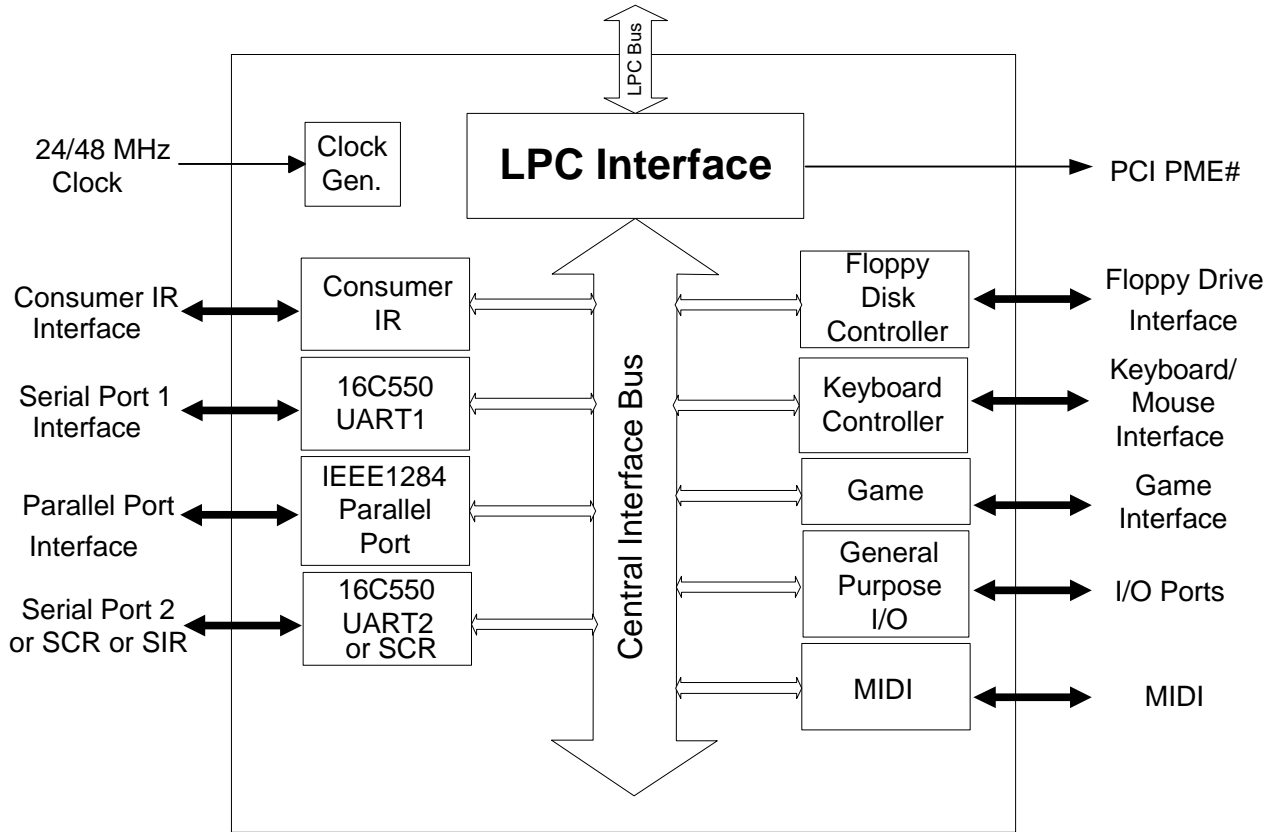 LPC Bus
24/48 MHz
Clock
Clock
Gen.
LPC Interface
PCI PME#
Consumer IR
Interface
Consumer
IR
Serial Port 1
Interface
16C550
UART1
Parallel Port
Interface
IEEE1284
Parallel
Port
Serial Port 2
or SCR or SIR
16C550
UART2
or SCR
Central Interface Bus
Floppy
Disk
Controller
Floppy Drive
Interface
Keyboard
Controller
Keyboard/
Mouse
Interface
Game
Game
Interface
General
Purpose
I/O
I/O Ports
MIDI
MIDI